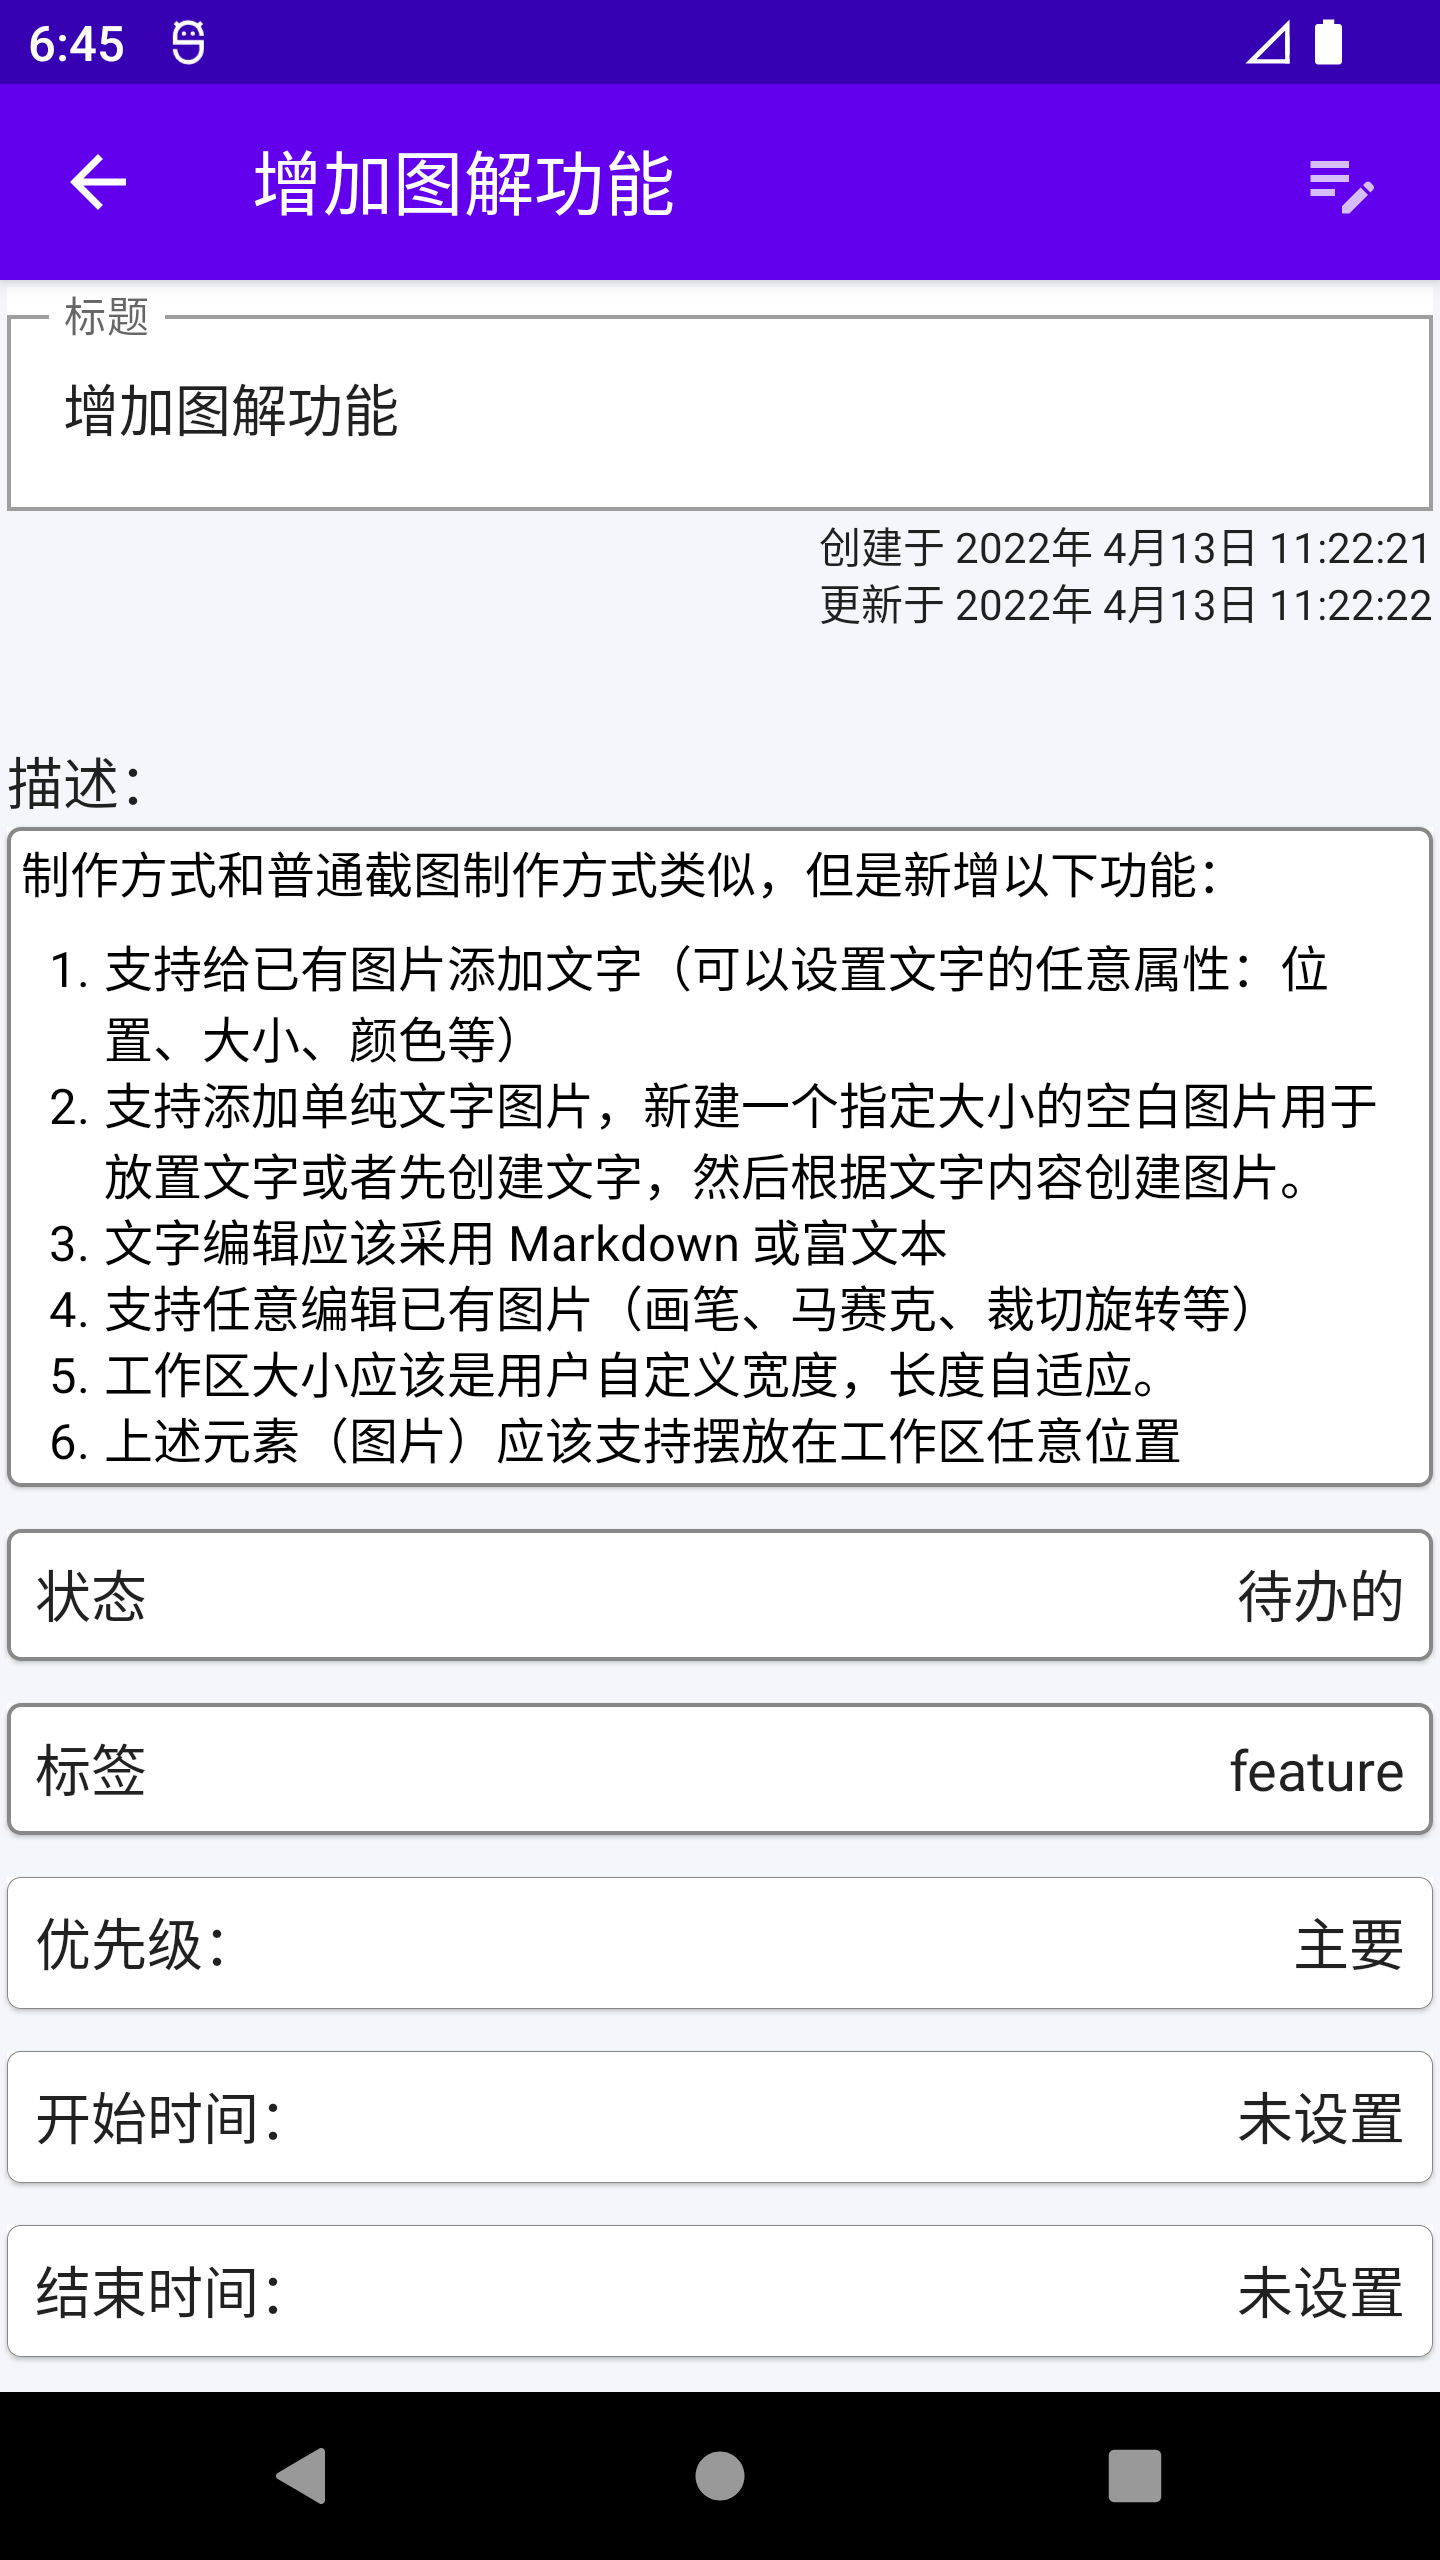 6:45
增加图解功能
标题
增加图解功能
创建于 2022年 4月13日 11:22:21
更新于 2022年 4月13日 11:22:22
描述：
制作方式和普通截图制作方式类似，但是新增以下功能：
1. 支持给已有图片添加文字（可以设置文字的任意属性：位
置、大小、颜色等）
2. 支持添加单纯文字图片，新建一个指定大小的空白图片用于
放置文字或者先创建文字，然后根据文字内容创建图片。
3. 文字编辑应该采用 Markdown 或富文本
4. 支持任意编辑已有图片（画笔、马赛克、裁切旋转等）
5. 工作区大小应该是用户自定义宽度，长度自适应。
6. 上述元素（图片）应该支持摆放在工作区任意位置
状态 待办的
标签 feature
优先级： 主要
开始时间： 未设置
结束时间： 未设置